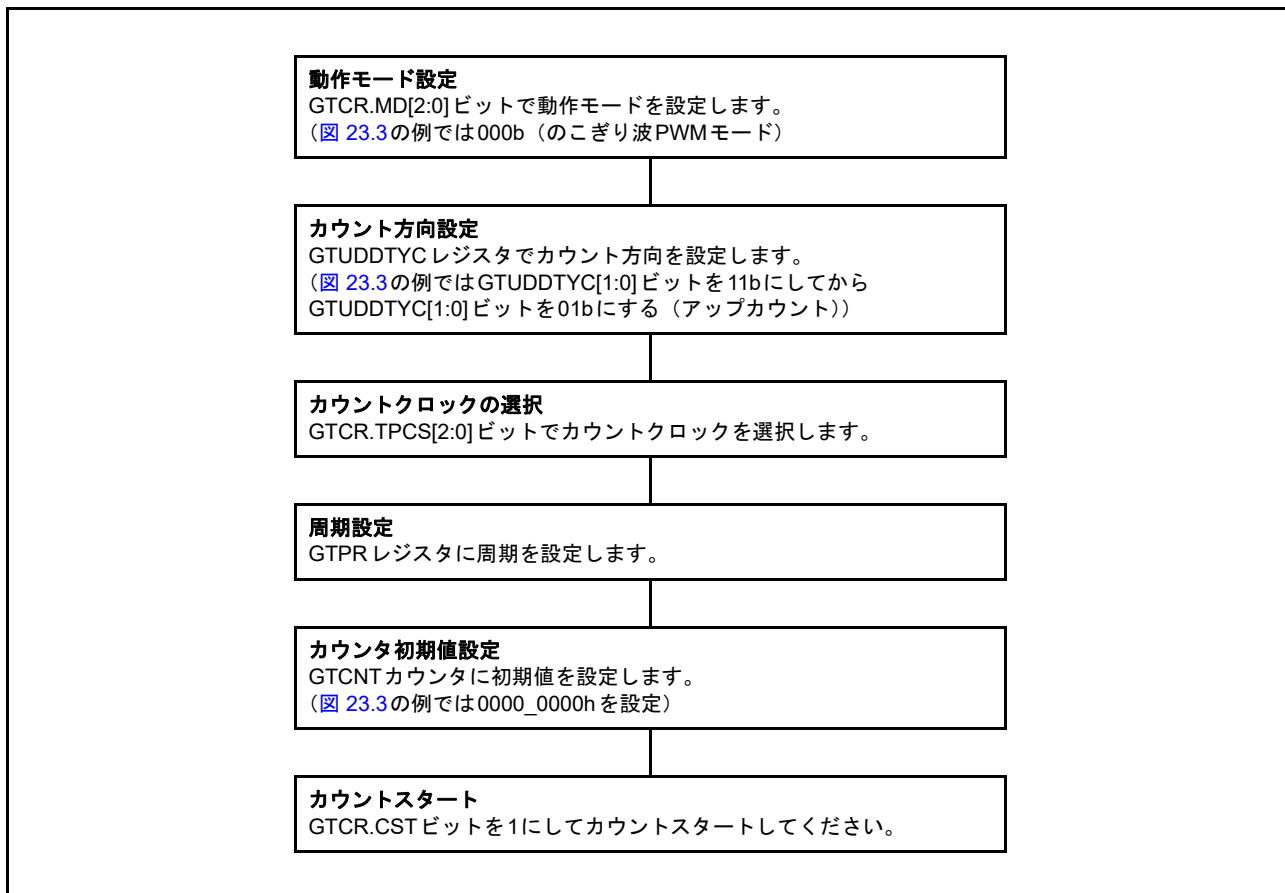 動作モード設定
GTCR.MD[2:0]ビットで動作モードを設定します。
（図 23.3の例では000b（のこぎり波PWMモード）
カウント方向設定
GTUDDTYCレジスタでカウント方向を設定します。
（図 23.3の例ではGTUDDTYC[1:0]ビットを11bにしてから
GTUDDTYC[1:0]ビットを01bにする（アップカウント））
カウントクロックの選択
GTCR.TPCS[2:0]ビットでカウントクロックを選択します。
周期設定
GTPRレジスタに周期を設定します。
カウンタ初期値設定
GTCNTカウンタに初期値を設定します。
（図 23.3の例では0000_0000hを設定）
カウントスタート
GTCR.CSTビットを1にしてカウントスタートしてください。